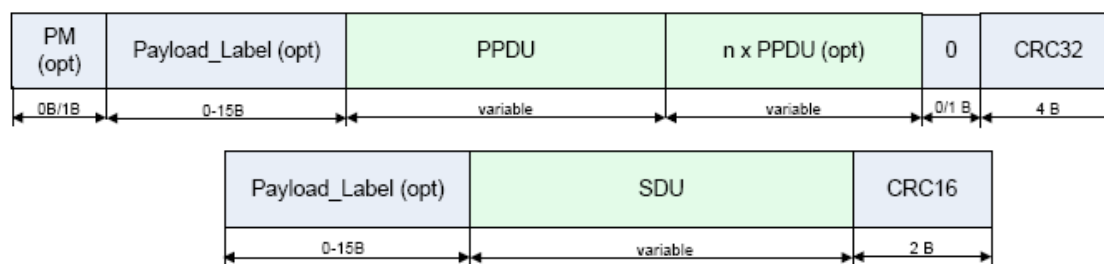 PM (opt)
Payload_Label (opt)
PPDU
n x PPDU (opt)
0
CRC32
0B/1B
0-15B
variable
variable
0/1 B
4 B
Payload_Label (opt)
SDU
CRC16
0-15B
variable
2 B